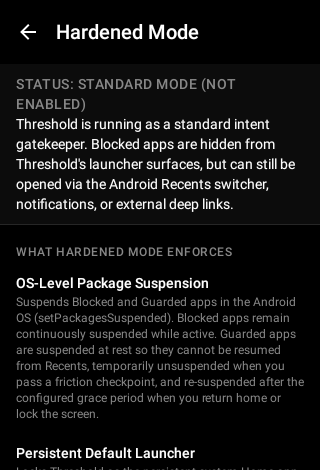 Hardened Mode
STATUS: STANDARD MODE (NOT
ENABLED)
Threshold is running as a standard intent
gatekeeper. Blocked apps are hidden from
Threshold's launcher surfaces, but can still be
opened via the Android Recents switcher,
notifications, or external deep links.
WHAT HARDENED MODE ENFORCES
OS-Level Package Suspension
Suspends Blocked and Guarded apps in the Android
OS (setPackagesSuspended). Blocked apps remain
continuously suspended while active. Guarded apps
are suspended at rest so they cannot be resumed
from Recents, temporarily unsuspended when you
pass a friction checkpoint, and re-suspended after the
configured grace period when you return home or
lock the screen.
Persistent Default Launcher